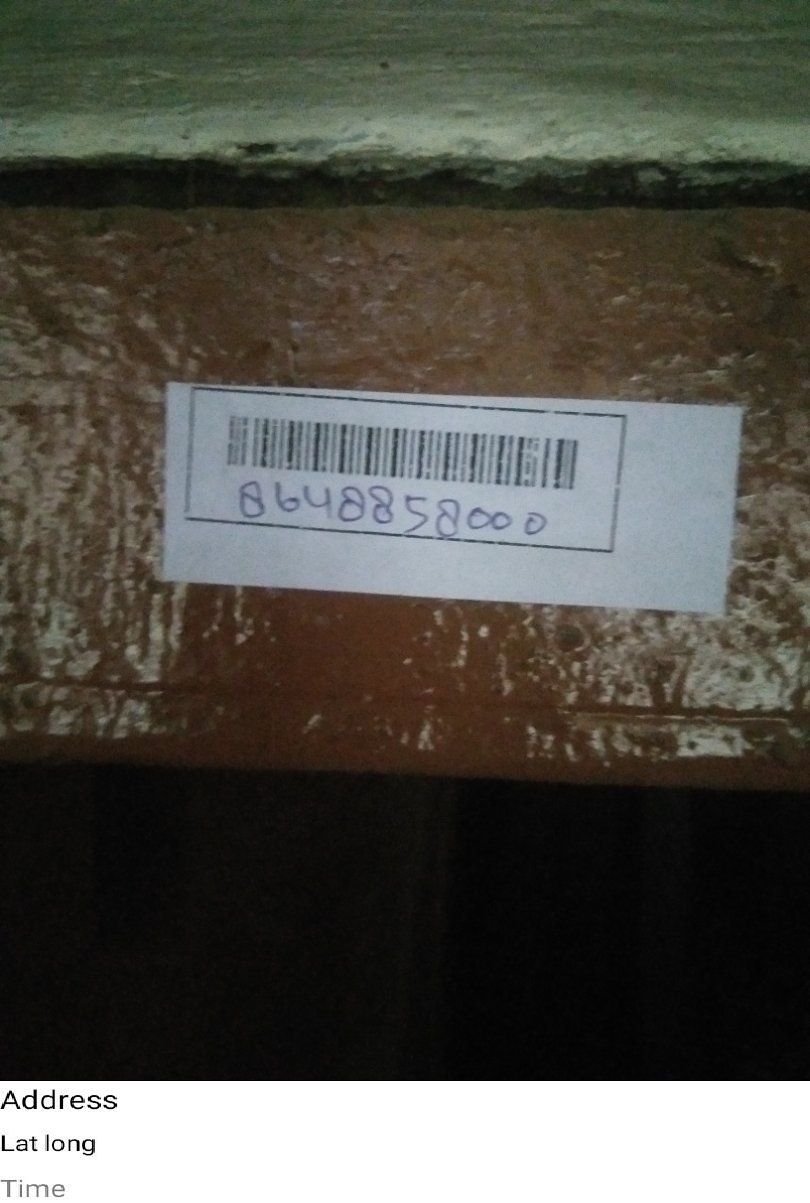 8648858000
Address
Lat long
Time